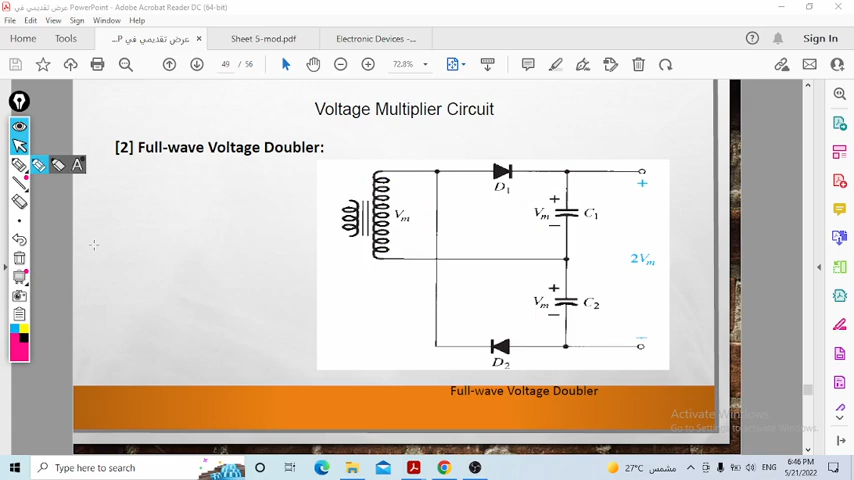 عرض تقديمي في PowerPoint - Adobe Acrobat Reader DC (64-bit)
File Edit View Sign Window Help
Home Tools عرض تقديمي في P... × Sheet 5-mod.pdf Electronic Devices -... Sign In
49 / 56 72.8%
Voltage Multiplier Circuit
[2] Full-wave Voltage Doubler:
D1
+
+
Vm
Vm C1
−
2Vm
+
Vm C2
−
−
D2
Full-wave Voltage Doubler
Activate Windows
Go to Settings to activate Windows.
A
Type here to search
27°C مشمس ENG 6:46 PM
5/21/2022